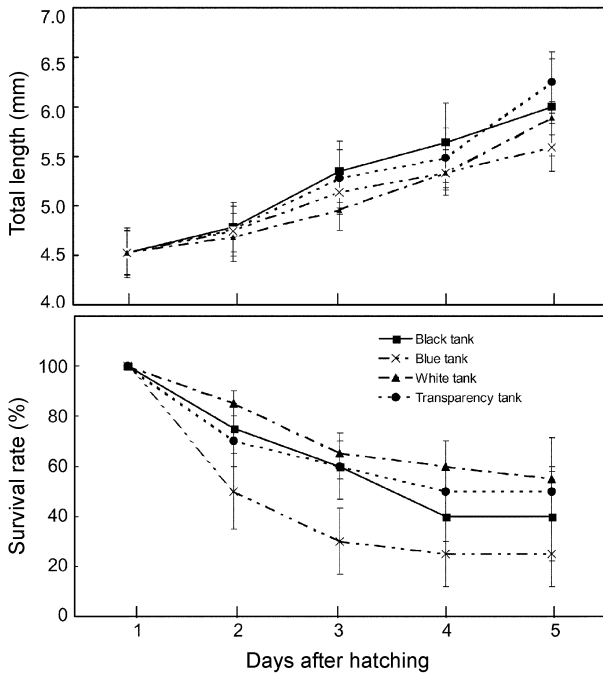 7.0
6.5
6.0
5.5
5.0
4.5
4.0
Total length (mm)
100
80
60
40
20
0
Survival rate (%)
Black tank
Blue tank
White tank
Transparency tank
1 2 3 4 5
Days after hatching